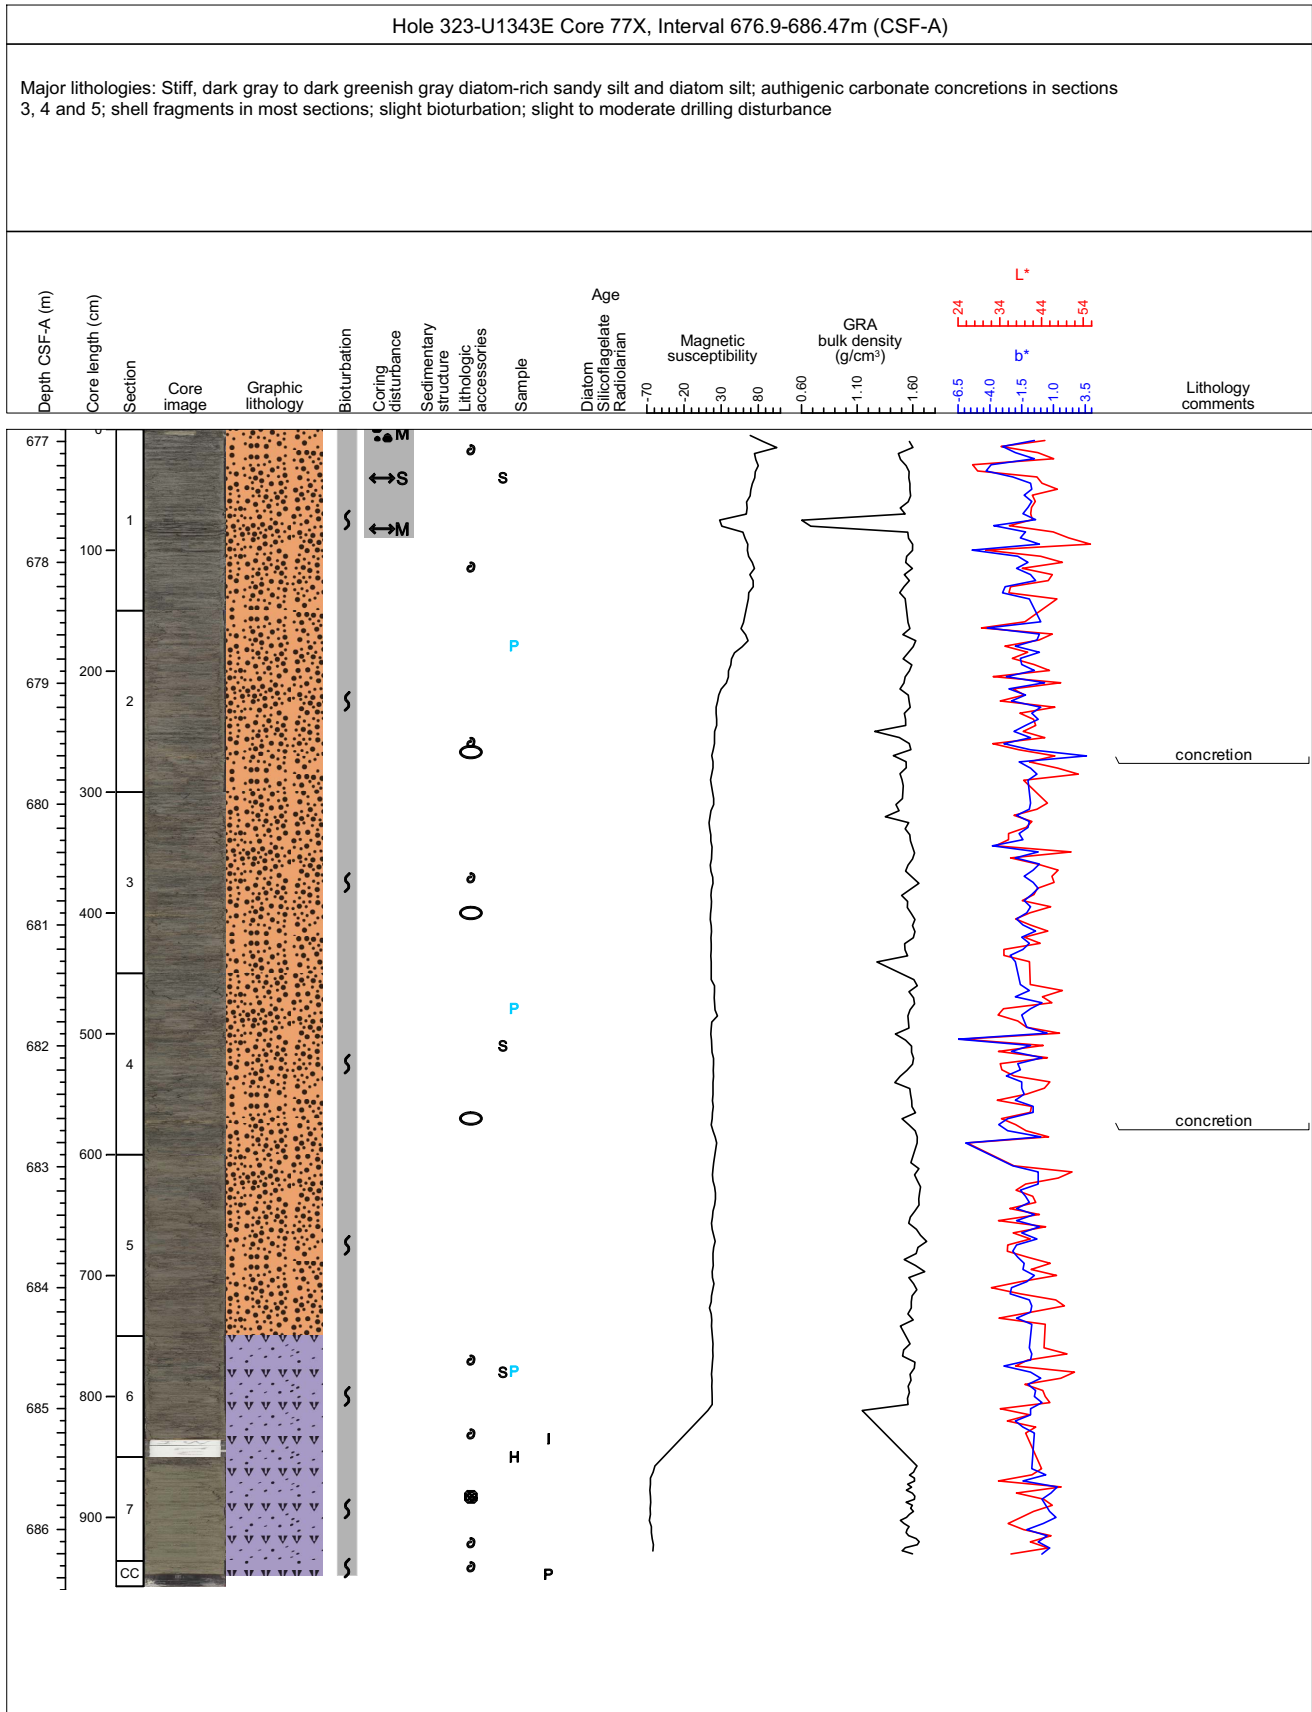 Hole 323-U1343E Core 77X, Interval 676.9-686.47m (CSF-A)
Major lithologies: Stiff, dark gray to dark greenish gray diatom-rich sandy silt and diatom silt; authigenic carbonate concretions in sections
3, 4 and 5; shell fragments in most sections; slight bioturbation; slight to moderate drilling disturbance
Depth CSF-A (m)
Core length (cm)
Section
Core
image
Graphic
lithology
Bioturbation
Coring
disturbance
Sedimentary
structure
Lithologic
accessories
Sample
Age
Diatom
Silicoflagelate
Radiolarian
Magnetic
susceptibility
-70 -20 30 80
GRA
bulk density
(g/cm³)
0.60 1.10 1.60
L*
24 34 44 54
b*
-6.5 -4.0 -1.5 1.0 3.5
Lithology
comments
M
677
S
S
M
1
100
678
P
200
679
2
concretion
300
680
3
400
681
P
500
682
S
4
concretion
600
683
5
700
684
S P
800
6
685
I
H
7
900
686
CC
P